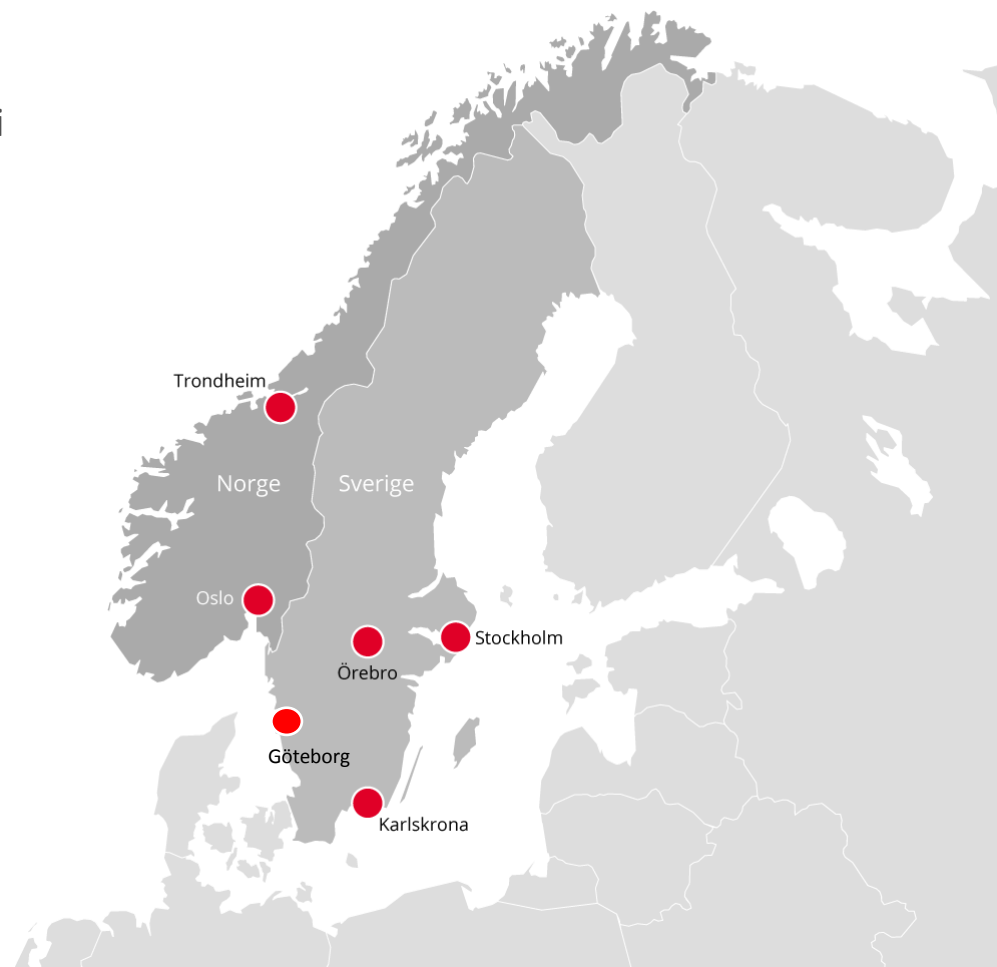 i
Trondheim
Norge
Sverige
Oslo
Stockholm
Örebro
Göteborg
Karlskrona